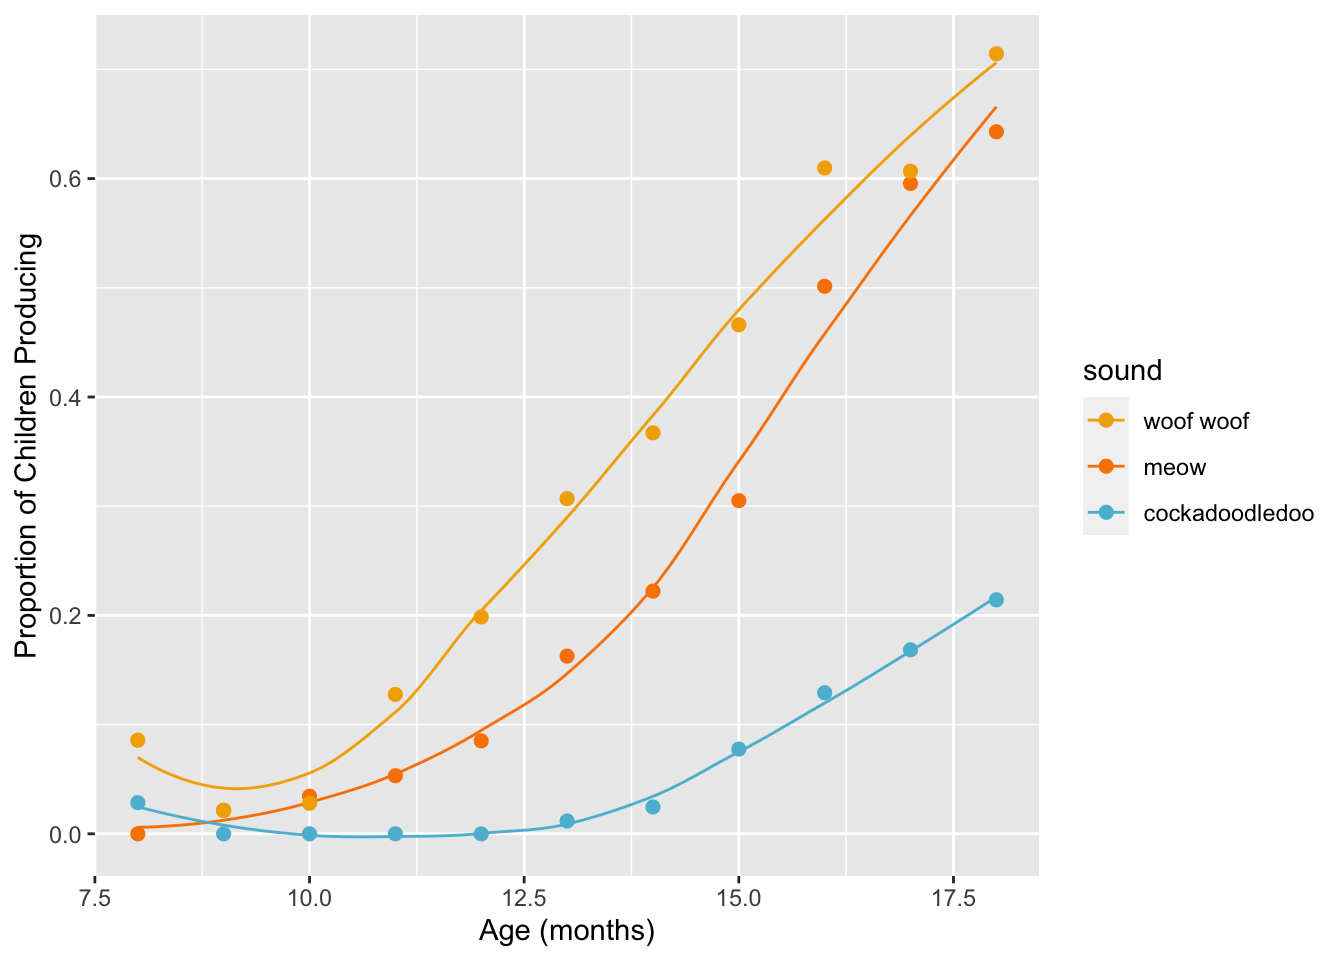 0.6
0.4
0.2
0.0
Proportion of Children Producing
7.5 10.0 12.5 15.0 17.5
Age (months)
sound
woof woof
meow
cockadoodledoo